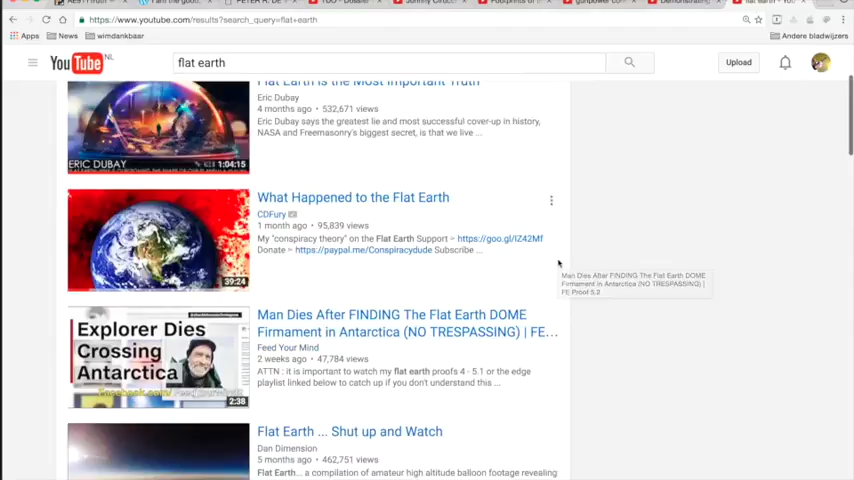 https://www.youtube.com/results?search_query=flat+earth
Apps News wimdankbaar Andere bladwijzers
YouTube NL flat earth Upload
Flat Earth is the Most Important Truth
Eric Dubay
4 months ago • 532,671 views
Eric Dubay says the greatest lie and most successful cover-up in history,
NASA and Freemasonry's biggest secret, is that we live ...
ERIC DUBAY
1:04:15
What Happened to the Flat Earth
CDFury
1 month ago • 95,839 views
My "conspiracy theory" on the Flat Earth Support ~ https://goo.gl/IZ42Mf
Donate ~ https://paypal.me/Conspiracydude Subscribe ...
39:24
Man Dies After FINDING The Flat Earth DOME
Firmament in Antarctica (NO TRESPASSING) |
FE Proof 5.2
Man Dies After FINDING The Flat Earth DOME
Firmament in Antarctica (NO TRESPASSING) | FE...
Feed Your Mind
2 weeks ago • 47,784 views
ATTN : it is important to watch my flat earth proofs 4 - 5.1 or the edge
playlist linked below to catch up if you don't understand this ...
Explorer Dies
Crossing
Antarctica
2:38
Flat Earth ... Shut up and Watch
Dan Dimension
5 months ago • 462,751 views
Flat Earth... a compilation of amateur high altitude balloon footage revealing